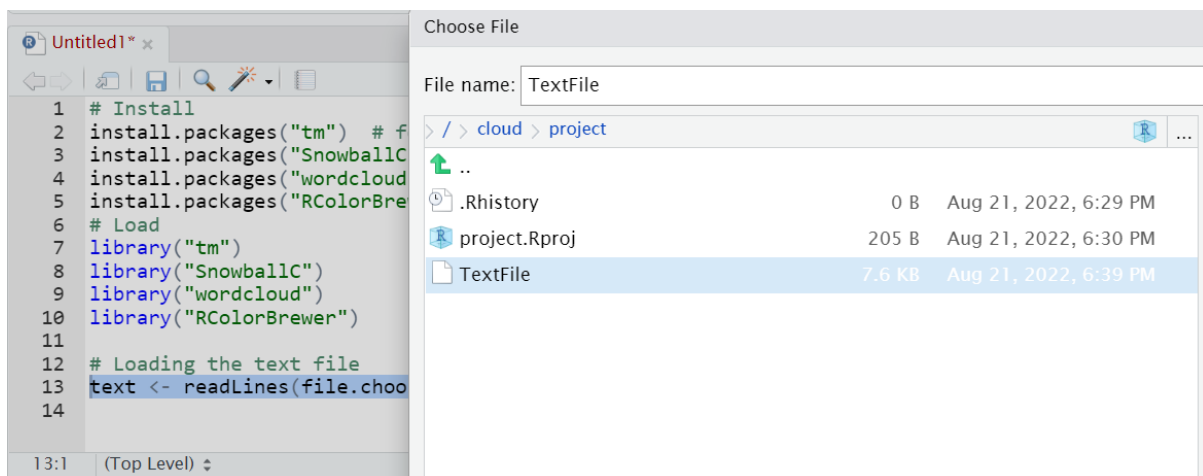 Untitled1* ×
1 # Install
2 install.packages("tm") # f
3 install.packages("SnowballC
4 install.packages("wordcloud
5 install.packages("RColorBre
6 # Load
7 library("tm")
8 library("SnowballC")
9 library("wordcloud")
10 library("RColorBrewer")
11
12 # Loading the text file
13 text <- readLines(file.choo
14
13:1 (Top Level)
Choose File
File name: TextFile
/ > cloud > project ...
..
.Rhistory 0 B Aug 21, 2022, 6:29 PM
project.Rproj 205 B Aug 21, 2022, 6:30 PM
TextFile 7.6 KB Aug 21, 2022, 6:39 PM